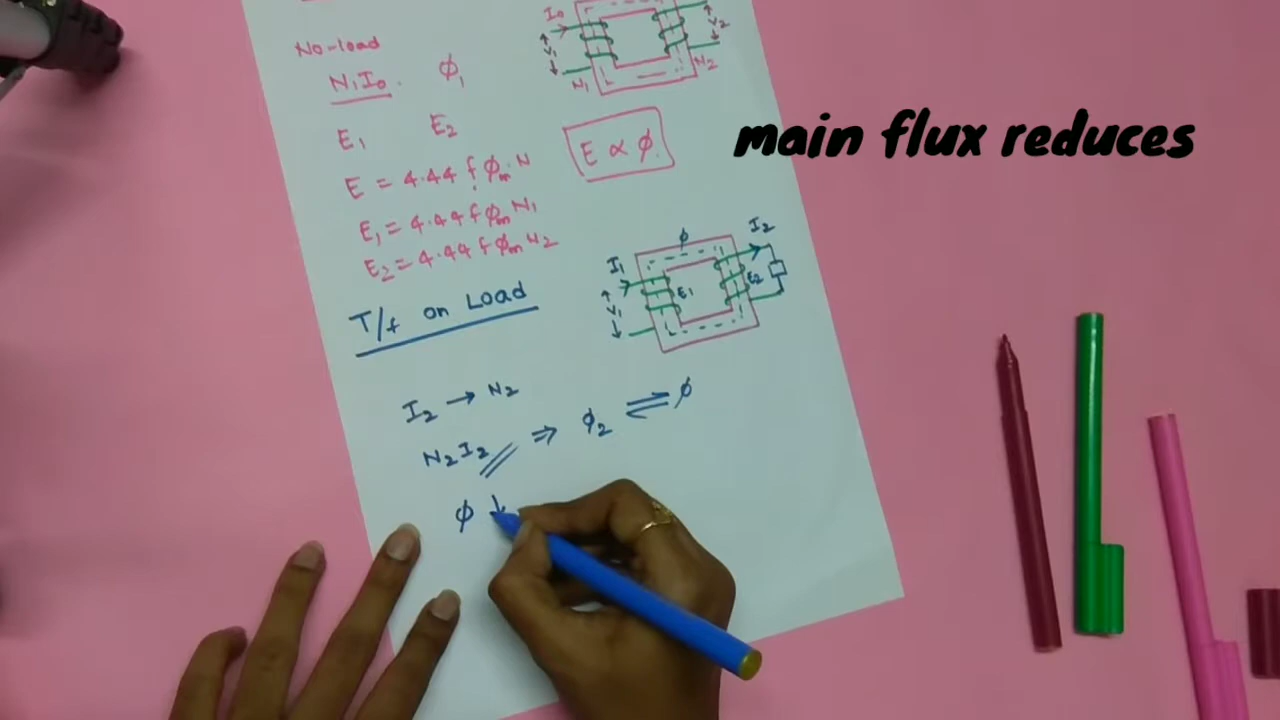 No-load
N₁I₀. ϕ₁
E₁ E₂
E = 4.44 f ϕₘ N
E₁ = 4.44 f ϕₘ N₁
E₂ = 4.44 f ϕₘ N₂
E ∝ ϕ.
I₀
V₁
N₁
V₂
N₂
main flux reduces
T/f on Load
ϕ
I₁
V₁
E₁
E₂
I₂
I₂ → N₂
N₂I₂ ⇒ ϕ₂ ⇌ ϕ
ϕ ↓